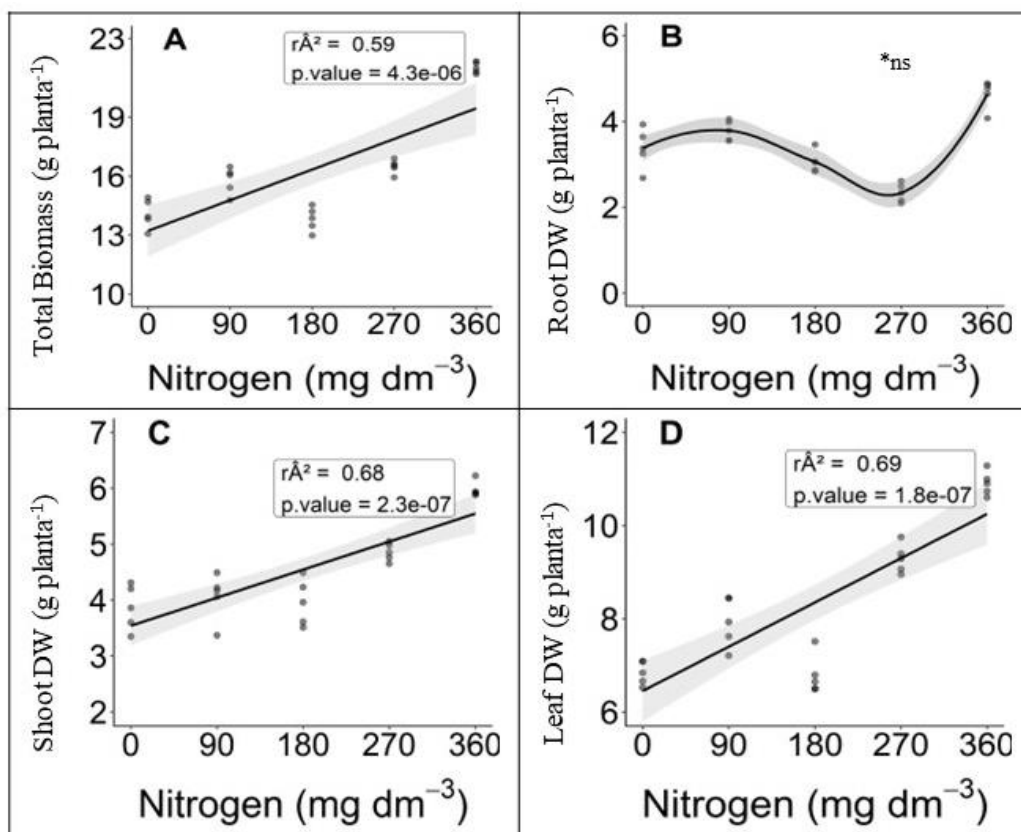 A
rÂ² = 0.59
p.value = 4.3e-06
Total Biomass (g planta⁻¹)
23
19
16
13
10
0 90 180 270 360
Nitrogen (mg dm⁻³)
B
*ns
Root DW (g planta⁻¹)
6
4
2
0
0 90 180 270 360
Nitrogen (mg dm⁻³)
C
rÂ² = 0.68
p.value = 2.3e-07
Shoot DW (g planta⁻¹)
7
6
5
4
3
2
0 90 180 270 360
Nitrogen (mg dm⁻³)
D
rÂ² = 0.69
p.value = 1.8e-07
Leaf DW (g planta⁻¹)
12
10
8
6
0 90 180 270 360
Nitrogen (mg dm⁻³)